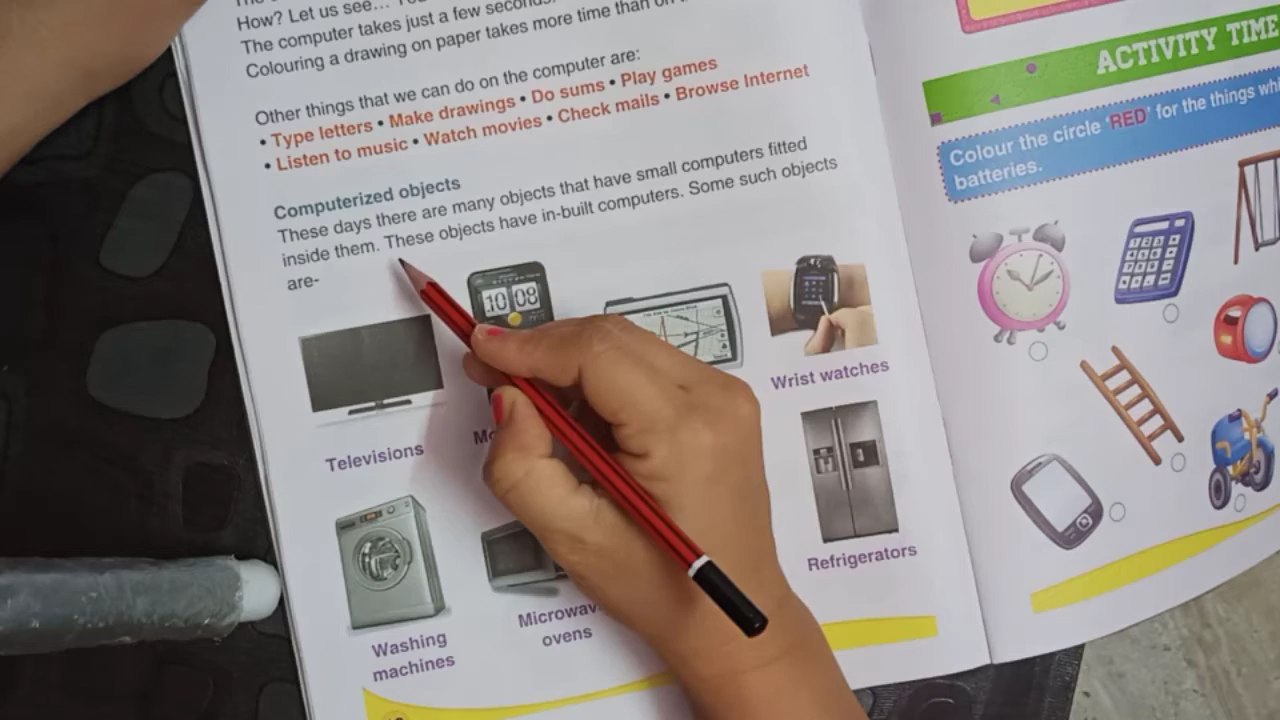 How? Let us see...
The computer takes just a few seconds.
Colouring a drawing on paper takes more time than on
Other things that we can do on the computer are:
• Type letters • Make drawings • Do sums • Play games
• Listen to music • Watch movies • Check mails • Browse Internet
Computerized objects
These days there are many objects that have small computers fitted
inside them. These objects have in-built computers. Some such objects
are-
10 08
Wrist watches
Televisions
Refrigerators
Microwav
ovens
Washing
machines
ACTIVITY TIME
Colour the circle 'RED' for the things whi
batteries.